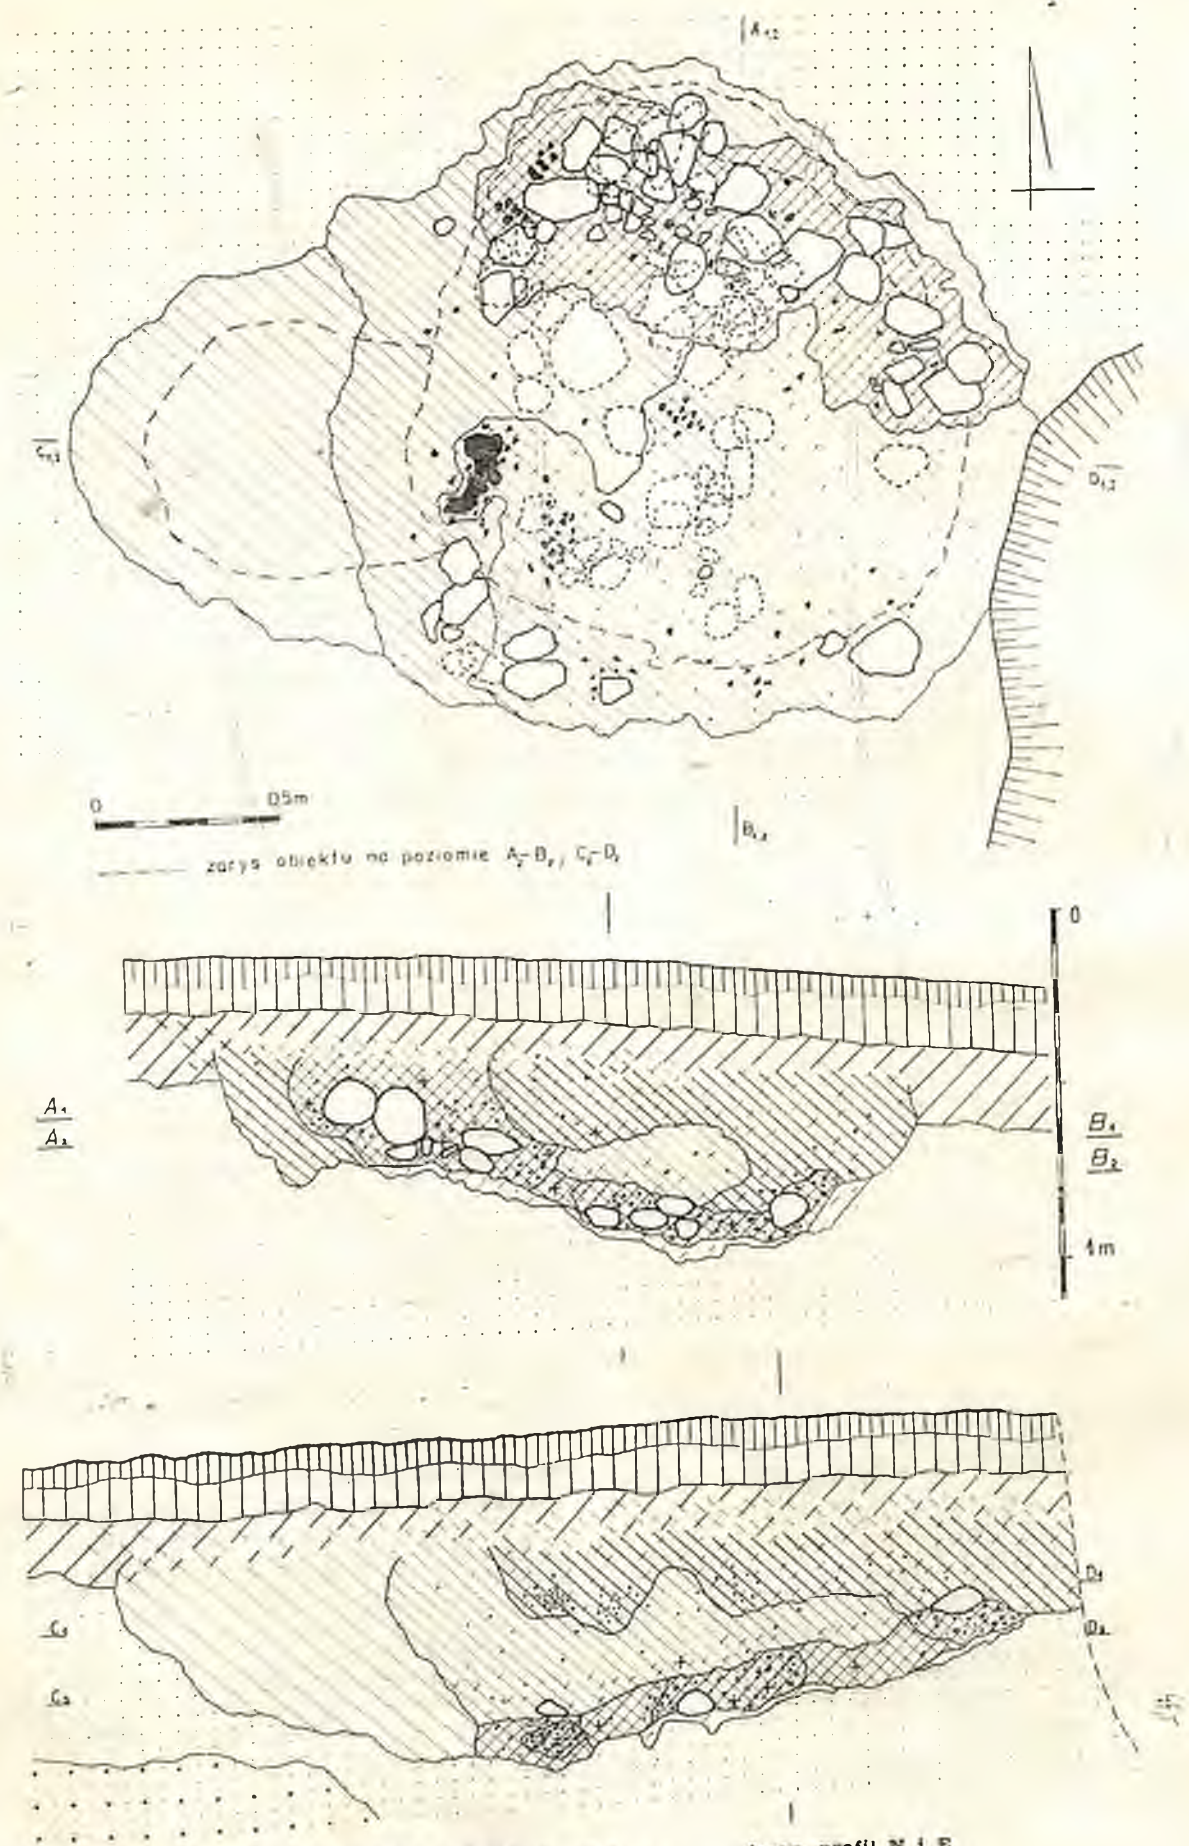 A₁,₂
C₁,₂
D₁,₂
0 0,5m
B₁,₂
zarys obiektu na poziomie A₂-B₂, C₂-D₂
0
A₁
A₂
B₁
B₂
1m
D₁
C₁
D₂
C₂
profil N i E